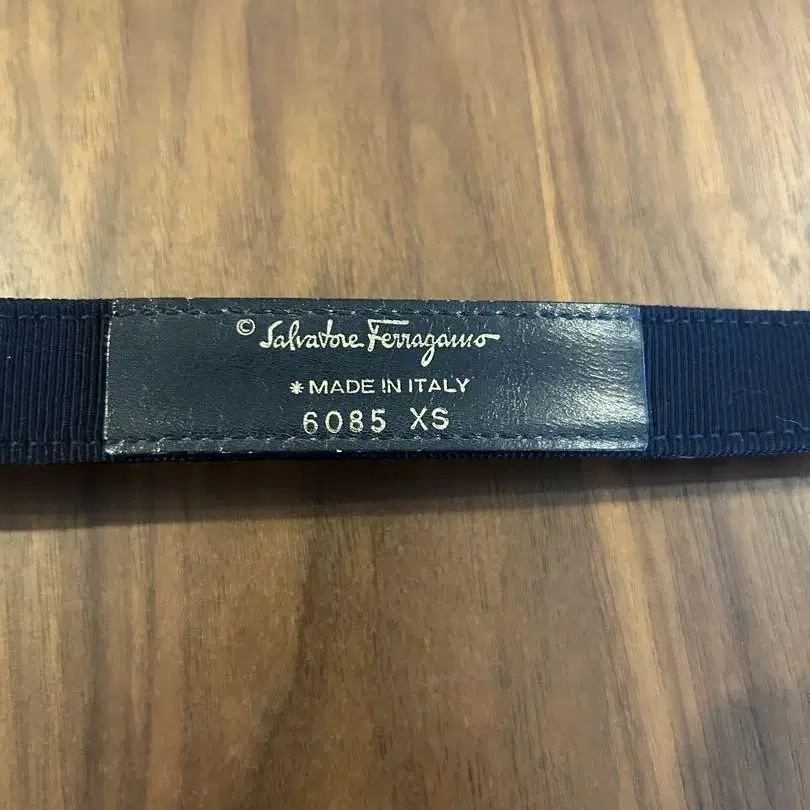 © Salvatore Ferragamo
* MADE IN ITALY
6085 XS